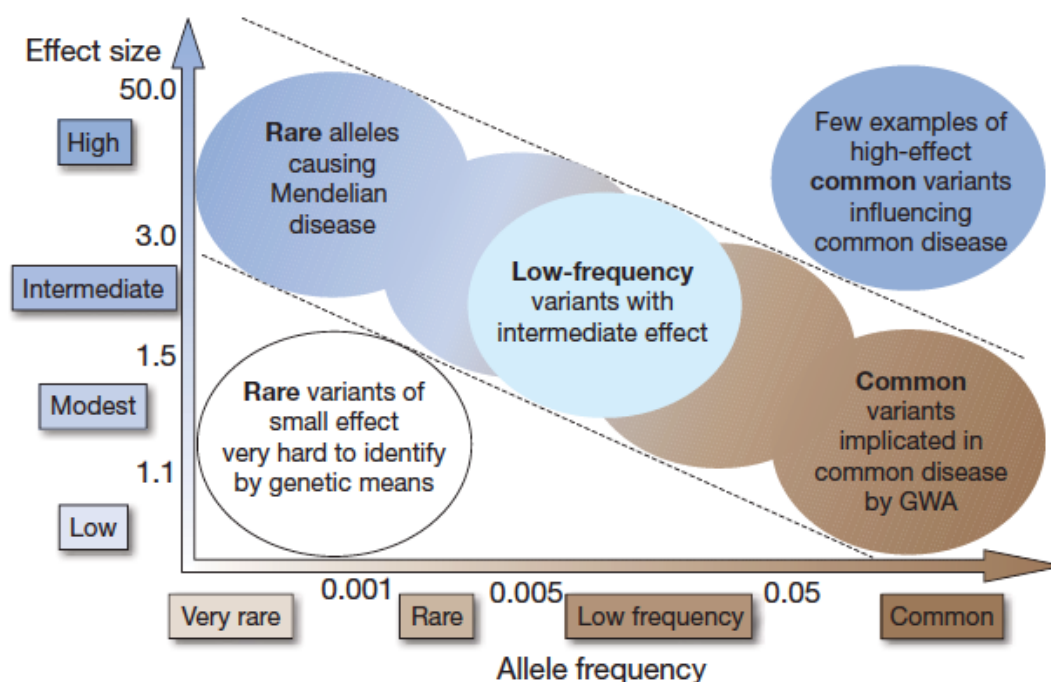 Effect size
50.0
High
3.0
Intermediate
1.5
Modest
1.1
Low
Rare alleles
causing
Mendelian
disease
Few examples of
high-effect
common variants
influencing
common disease
Low-frequency
variants with
intermediate effect
Rare variants of
small effect
very hard to identify
by genetic means
Common
variants
implicated in
common disease
by GWA
0.001
0.005
0.05
Very rare
Rare
Low frequency
Common
Allele frequency